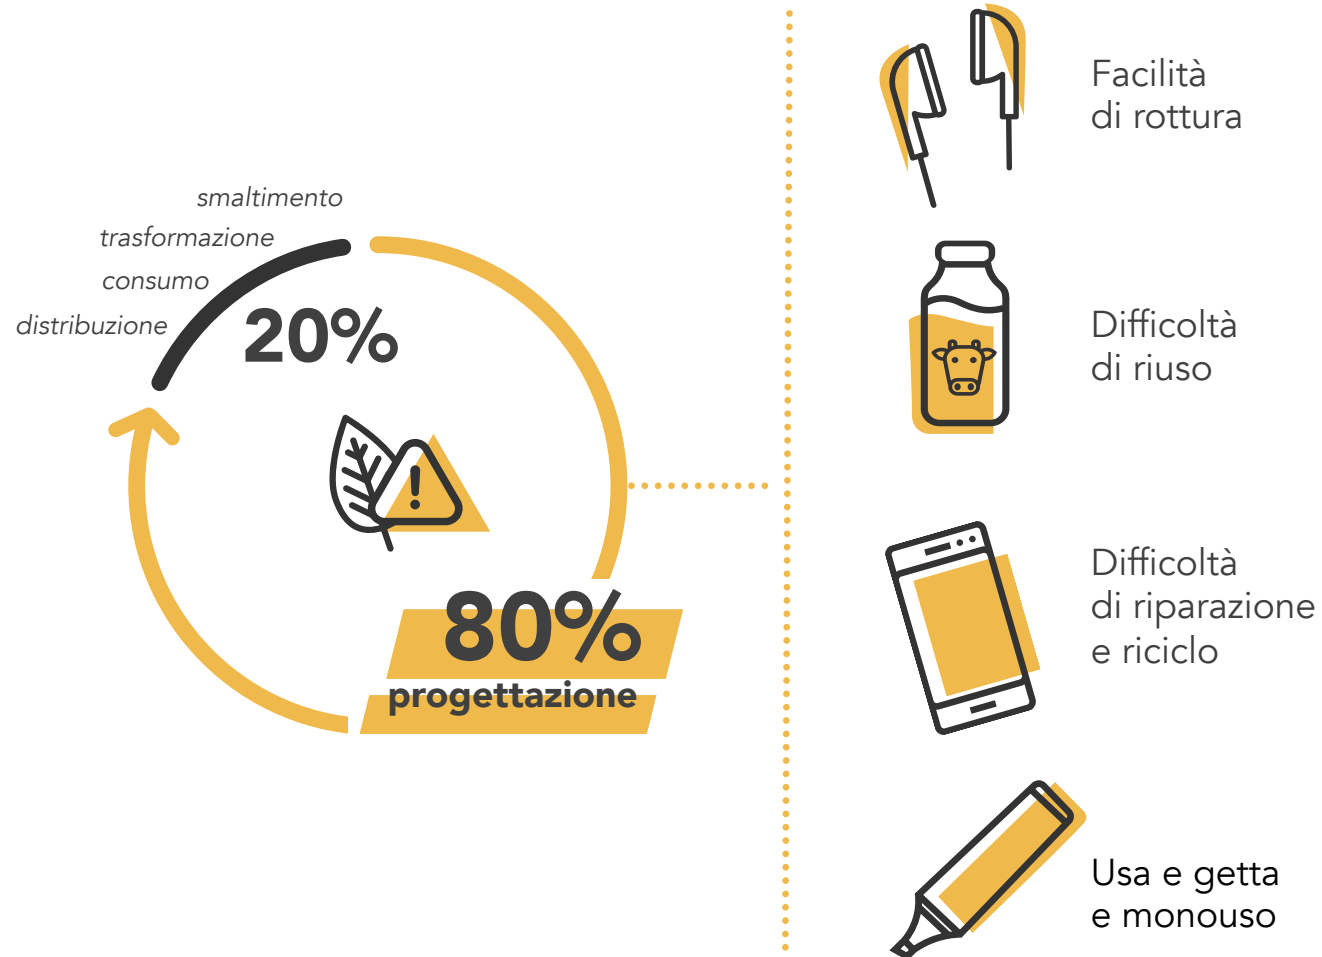 smaltimento
trasformazione
consumo
distribuzione
20%
!
80%
progettazione
Facilità
di rottura
Difficoltà
di riuso
Difficoltà
di riparazione
e riciclo
Usa e getta
e monouso